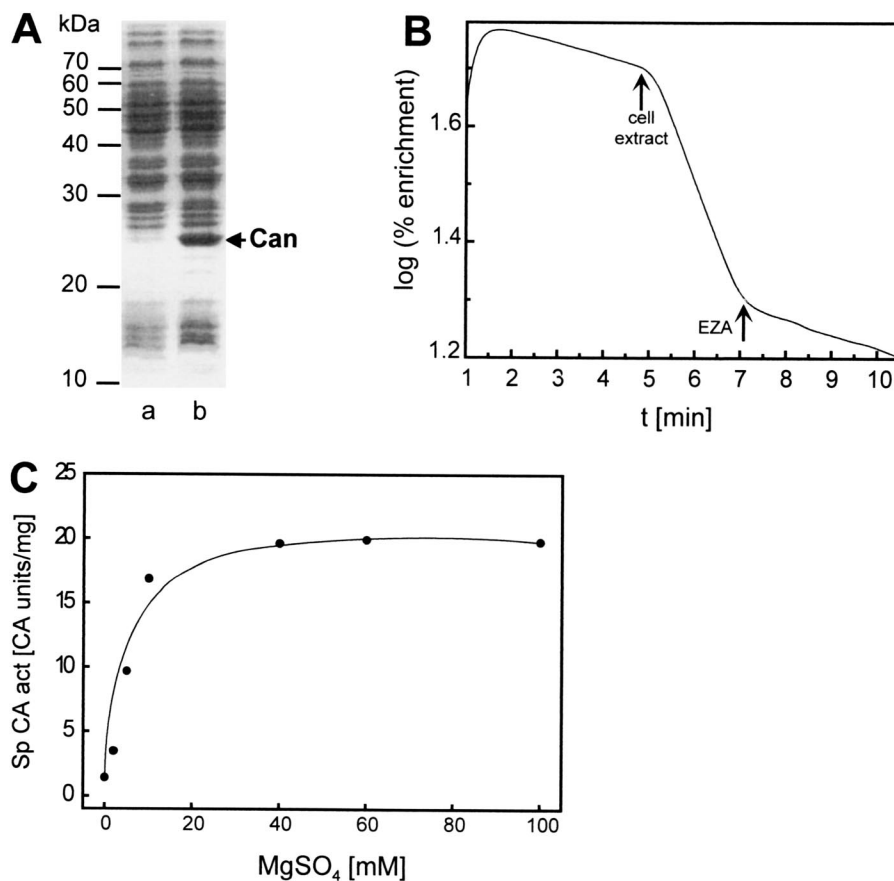 A
kDa
70
60
50
40
30
20
10
Can
a b
B
log (% enrichment)
1.6
1.4
1.2
cell
extract
EZA
1 2 3 4 5 6 7 8 9 10
t [min]
C
Sp CA act [CA units/mg]
25
20
15
10
5
0
0 20 40 60 80 100
MgSO₄ [mM]